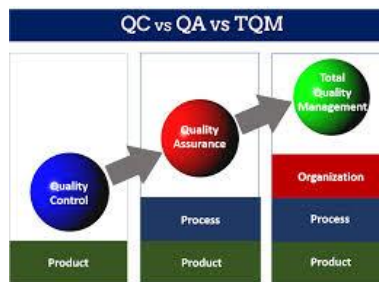 QC vs QA vs TQM
Quality
Control
Product
Quality
Assurance
Process
Product
Total
Quality
Management
Organization
Process
Product